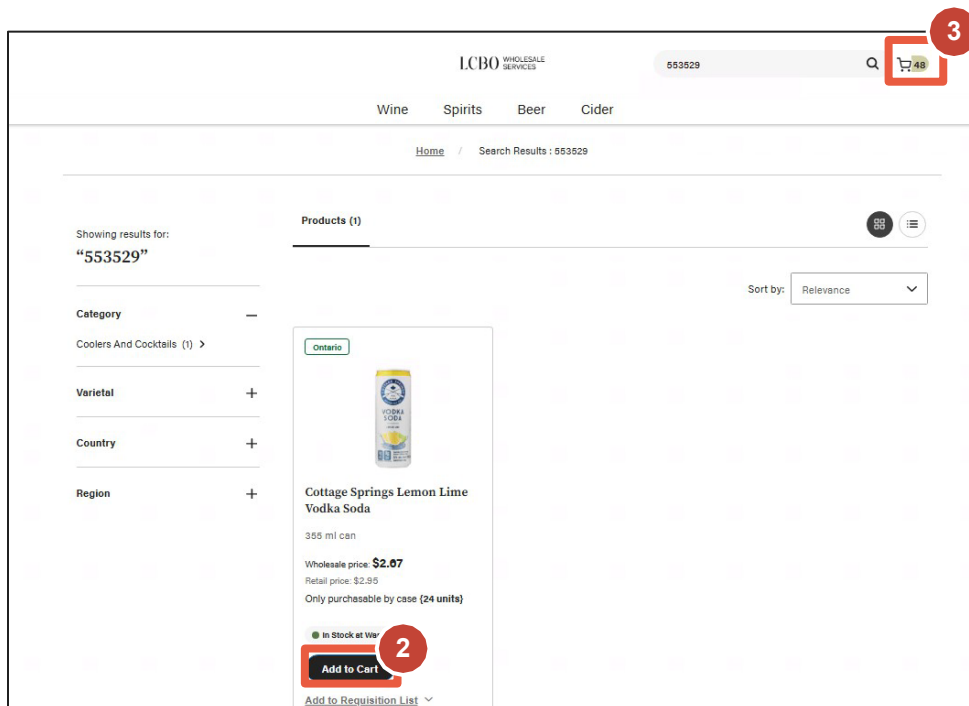 3
LCBO WHOLESALE SERVICES
553529
48
Wine Spirits Beer Cider
Home / Search Results : 553529
Showing results for:
“553529”
Products (1)
Sort by: Relevance
Category
Coolers And Cocktails (1)
Varietal
Country
Region
Ontario
VODKA
SODA
Cottage Springs Lemon Lime
Vodka Soda
355 ml can
Wholesale price: $2.67
Retail price: $2.95
Only purchasable by case (24 units)
In Stock at
2
Add to Cart
Add to Requisition List